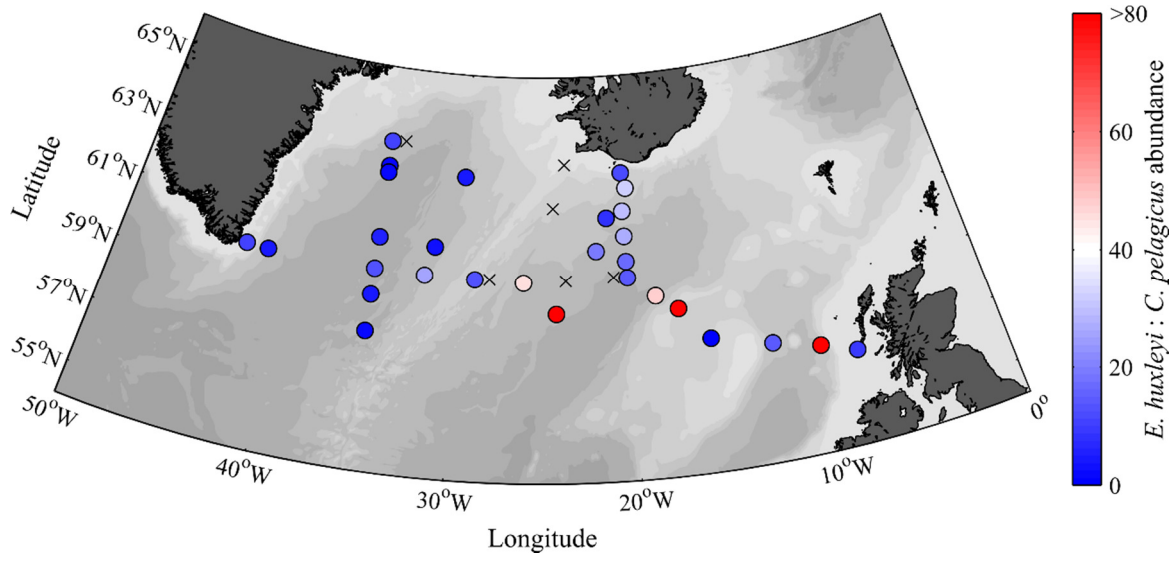 65°N
63°N
61°N
59°N
57°N
55°N
Latitude
50°W
40°W
30°W
20°W
10°W
0°
Longitude
>80
60
40
20
0
E. huxleyi : C. pelagicus abundance